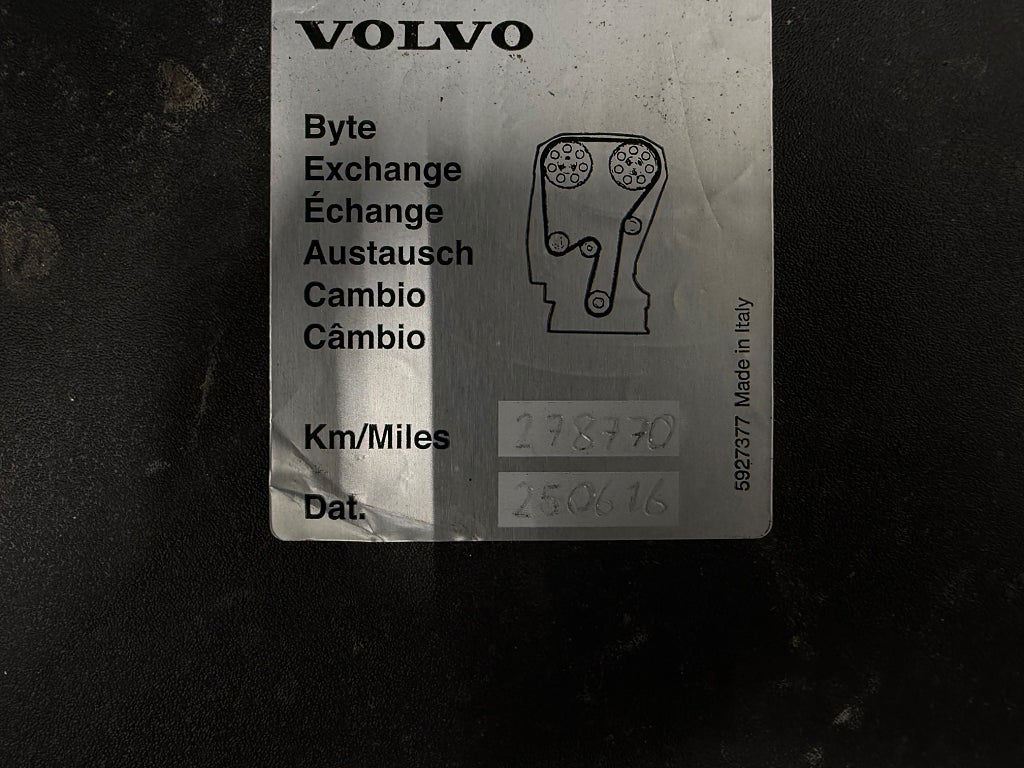 VOLVO
Byte
Exchange
Échange
Austausch
Cambio
Câmbio
Km/Miles 278770
Dat. 250616
5927377 Made in Italy